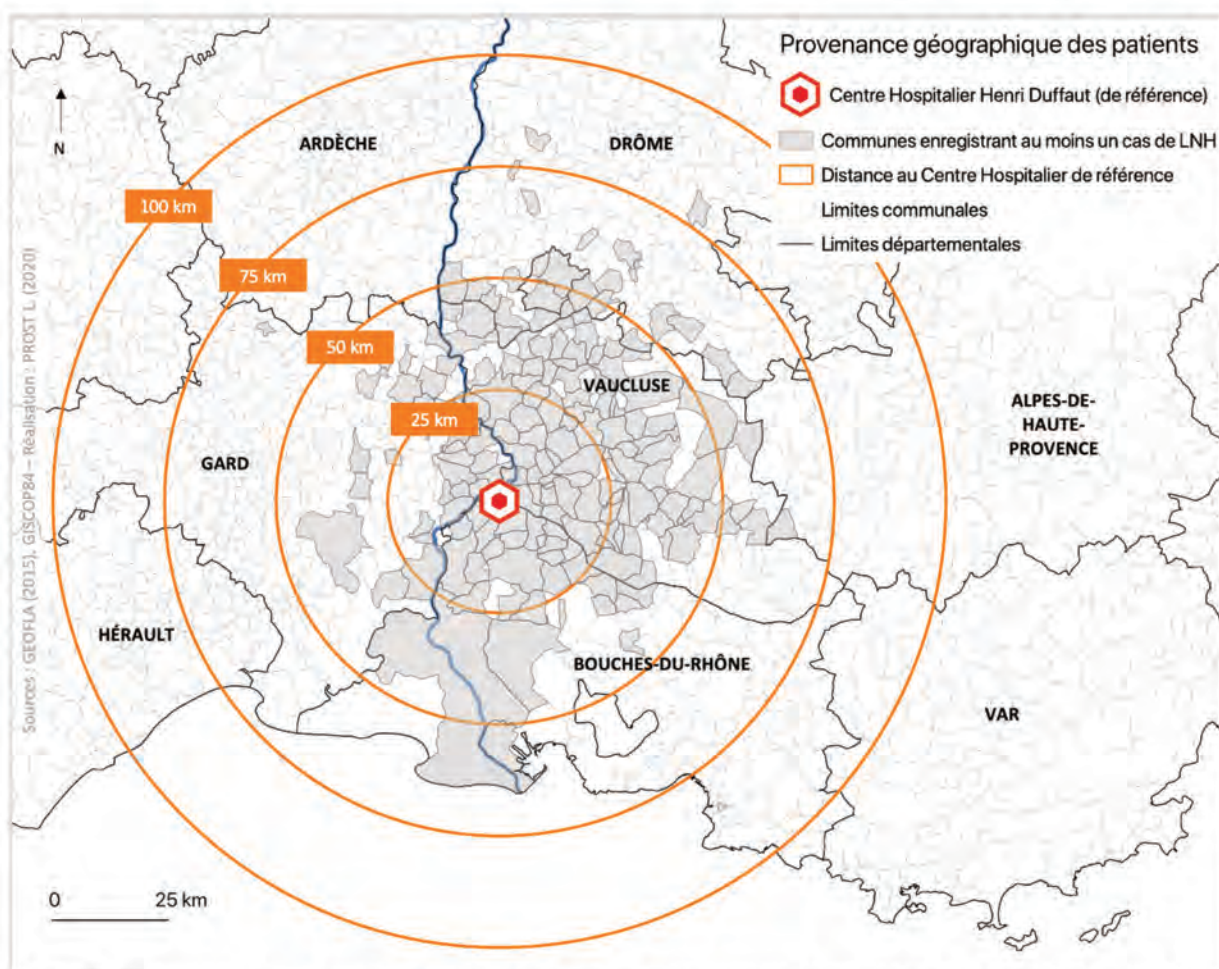 Provenance géographique des patients
Centre Hospitalier Henri Duffaut (de référence)
Communes enregistrant au moins un cas de LNH
Distance au Centre Hospitalier de référence
Limites communales
Limites départementales
N
ARDÈCHE
DRÔME
100 km
75 km
50 km
25 km
VAUCLUSE
ALPES-DE-
HAUTE-
PROVENCE
GARD
HÉRAULT
BOUCHES-DU-RHÔNE
VAR
0 25 km
Sources : GEOFLA (2015), GISCOP84 – Réalisation : PROST L. (2020)